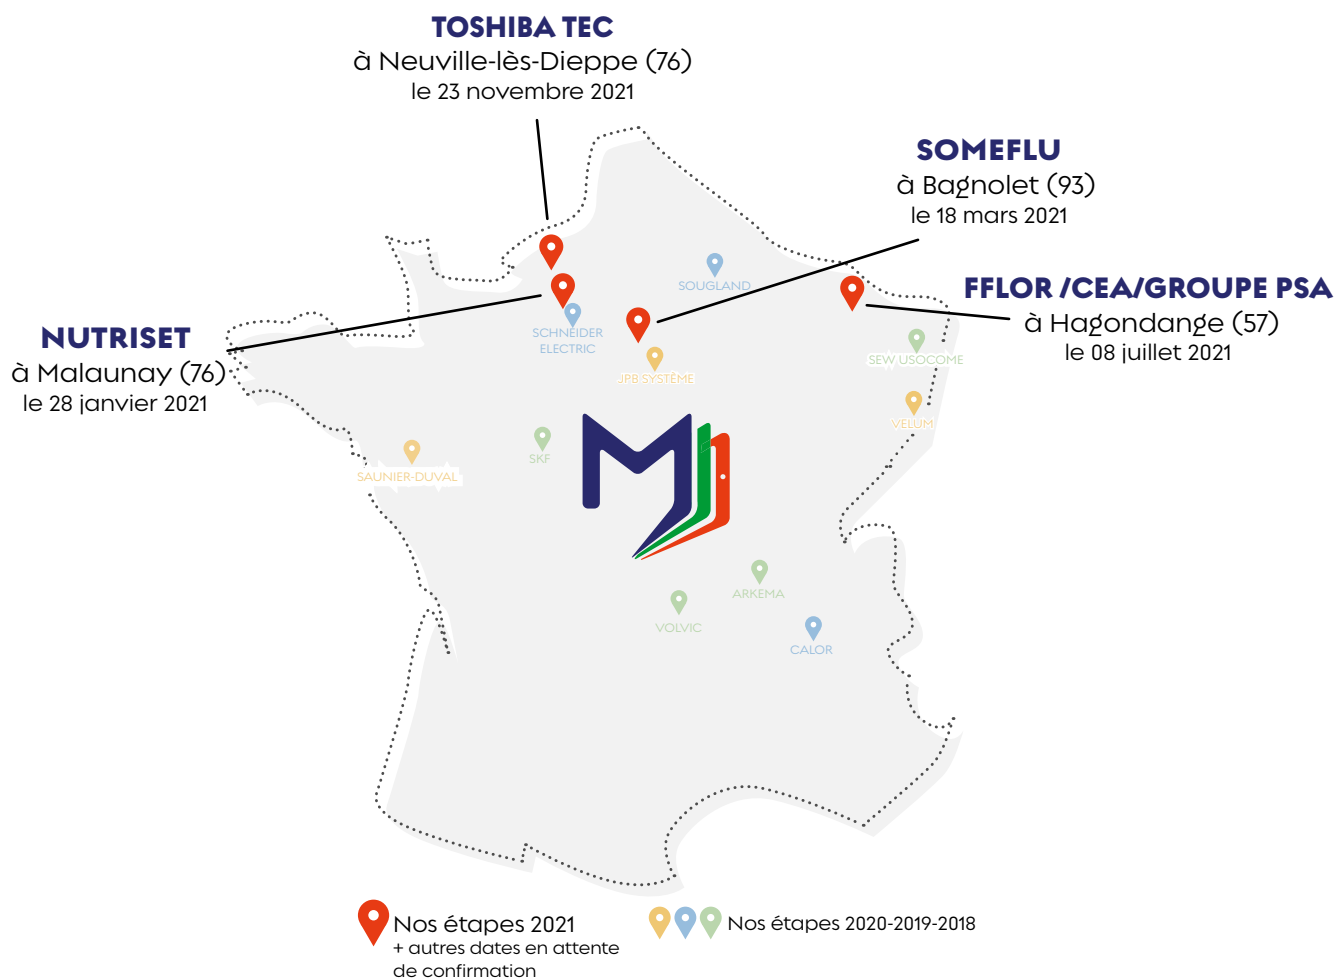 TOSHIBA TEC
à Neuville-lès-Dieppe (76)
le 23 novembre 2021
SOMEFLU
à Bagnolet (93)
le 18 mars 2021
SOUGLAND
FFLOR /CEA/GROUPE PSA
à Hagondange (57)
le 08 juillet 2021
NUTRISET
à Malaunay (76)
le 28 janvier 2021
SCHNEIDER
ELECTRIC
JPB SYSTÈME
SEW USOCOME
VELUM
SAUNIER-DUVAL
SKF
ARKEMA
VOLVIC
CALOR
Nos étapes 2021
+ autres dates en attente
de confirmation
Nos étapes 2020-2019-2018